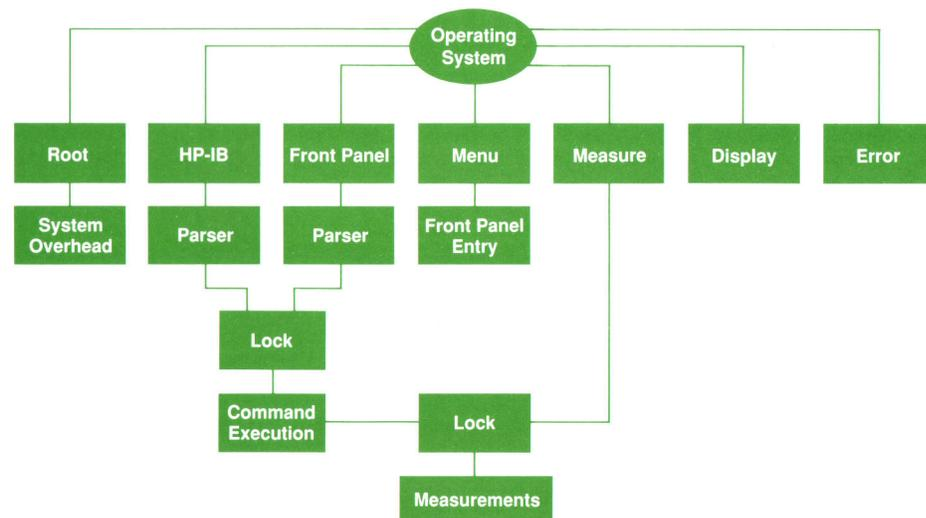 Operating
System
Root
HP-IB
Front Panel
Menu
Measure
Display
Error
System
Overhead
Parser
Parser
Front Panel
Entry
Lock
Command
Execution
Lock
Measurements